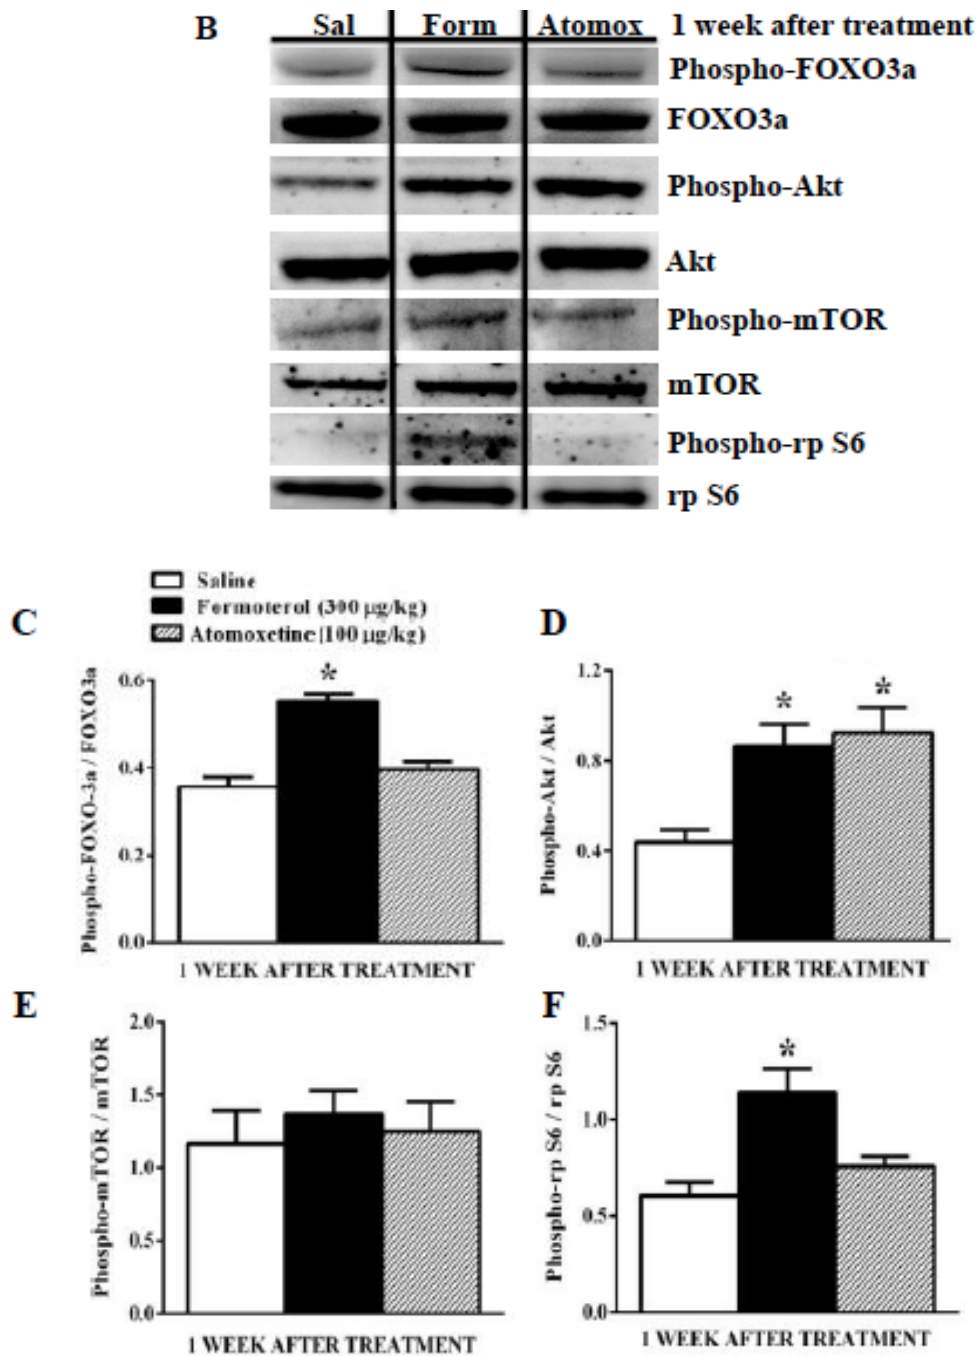 B Sal Form Atomox 1 week after treatment
Phospho-FOXO3a
FOXO3a
Phospho-Akt
Akt
Phospho-mTOR
mTOR
Phospho-rp S6
rp S6
Saline
Formoterol (300 µg/kg)
Atomoxetine (100 µg/kg)
C
Phospho-FOXO-3a / FOXO3a
0.6
0.4
0.2
0.0
*
1 WEEK AFTER TREATMENT
D
Phospho-Akt / Akt
1.2
0.8
0.4
0.0
* *
1 WEEK AFTER TREATMENT
E
Phospho-mTOR / mTOR
2.0
1.5
1.0
0.5
0.0
1 WEEK AFTER TREATMENT
F
Phospho-rp S6 / rp S6
1.5
1.0
0.5
0.0
*
1 WEEK AFTER TREATMENT